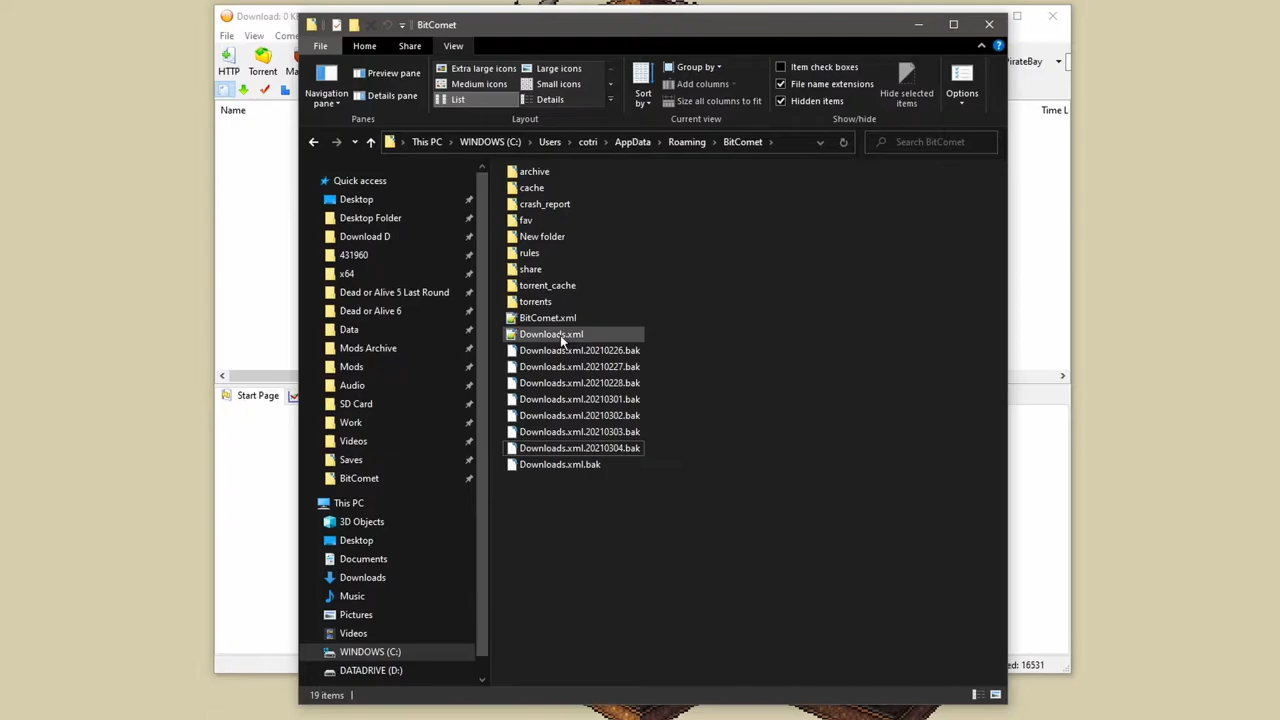 Download: 0 K
BitComet
File View Com
File Home Share View
HTTP
Torrent
Ma
PirateBay
Navigation pane
Preview pane
Details pane
Panes
Extra large icons
Large icons
Medium icons
Small icons
List
Details
Layout
Sort by
Group by
Add columns
Size all columns to fit
Current view
Item check boxes
File name extensions
Hidden items
Hide selected items
Show/hide
Options
Name
Time L
This PC
WINDOWS (C:)
Users
cotri
AppData
Roaming
BitComet
Search BitComet
Quick access
Desktop
Desktop Folder
Download D
431960
x64
Dead or Alive 5 Last Round
Dead or Alive 6
Data
Mods Archive
Mods
Audio
SD Card
Work
Videos
Saves
BitComet
This PC
3D Objects
Desktop
Documents
Downloads
Music
Pictures
Videos
WINDOWS (C:)
DATADRIVE (D:)
archive
cache
crash_report
fav
New folder
rules
share
torrent_cache
torrents
BitComet.xml
Downloads.xml
Downloads.xml.20210226.bak
Downloads.xml.20210227.bak
Downloads.xml.20210228.bak
Downloads.xml.20210301.bak
Downloads.xml.20210302.bak
Downloads.xml.20210303.bak
Downloads.xml.20210304.bak
Downloads.xml.bak
Start Page
ed: 16531
19 items